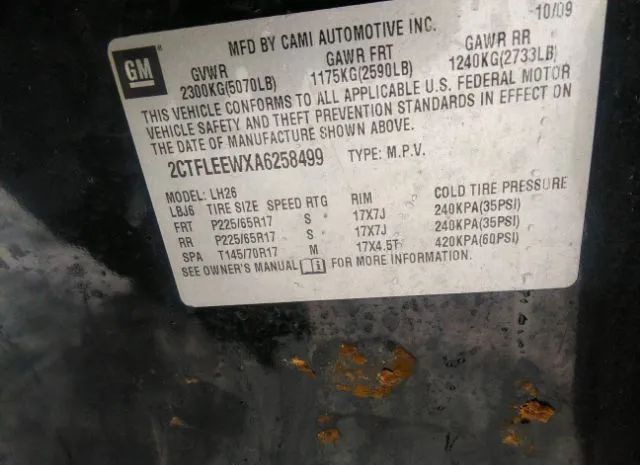 10/09
GM
MFD BY CAMI AUTOMOTIVE INC.
GVWR GAWR FRT GAWR RR
2300KG(5070LB) 1175KG(2590LB) 1240KG(2733LB)
THIS VEHICLE CONFORMS TO ALL APPLICABLE U.S. FEDERAL MOTOR
VEHICLE SAFETY AND THEFT PREVENTION STANDARDS IN EFFECT ON
THE DATE OF MANUFACTURE SHOWN ABOVE.
2CTFLEEWXA6258499 TYPE: M.P.V.
MODEL: LH26
LBJ6 TIRE SIZE SPEED RTG RIM COLD TIRE PRESSURE
FRT P225/65R17 S 17X7J 240KPA(35PSI)
RR P225/65R17 S 17X7J 240KPA(35PSI)
SPA T145/70R17 M 17X4.5T 420KPA(60PSI)
SEE OWNER'S MANUAL FOR MORE INFORMATION.